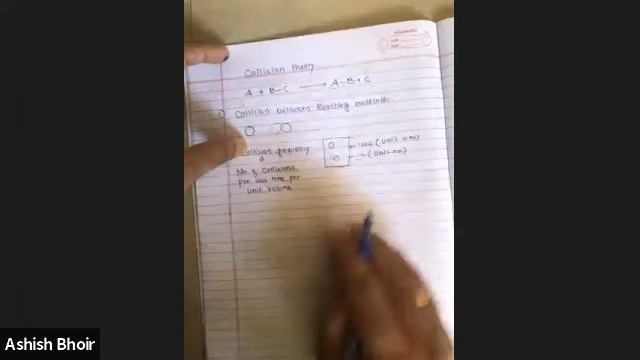 Collision theory
A + B-C → A-B + C
① Collision between Reacting molecules.
Collision frequency
↓
No. of collisions
per unit time per
unit volume
Ashish Bhoir